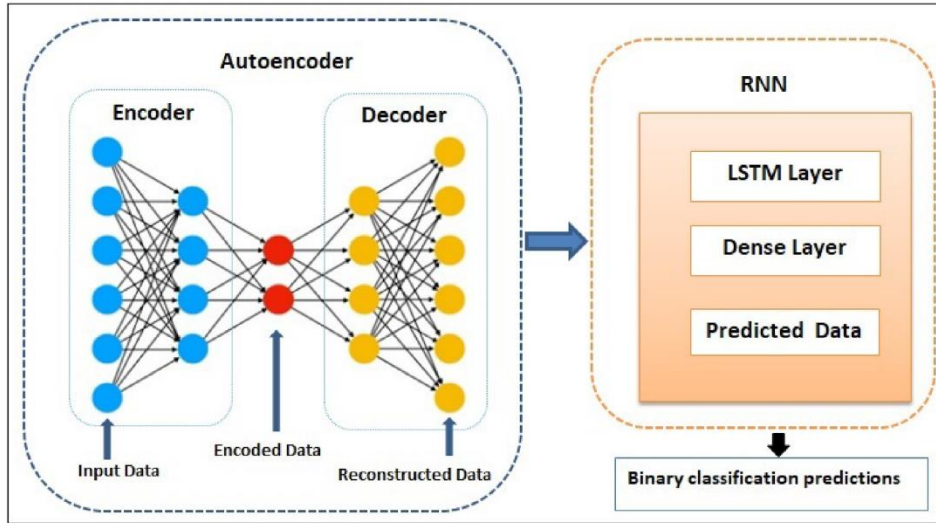 Autoencoder
Encoder
Decoder
Input Data
Encoded Data
Reconstructed Data
RNN
LSTM Layer
Dense Layer
Predicted Data
Binary classification predictions